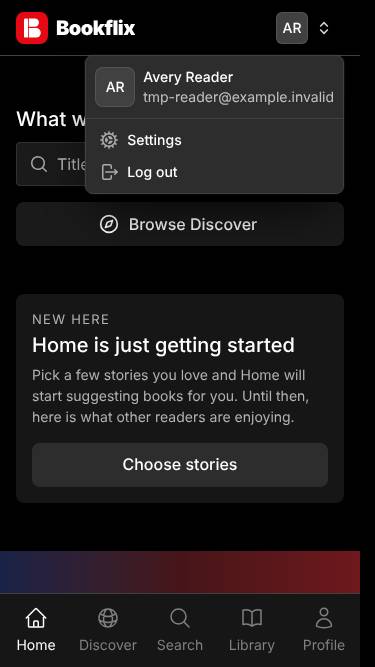 Bookflix
AR
AR
Avery Reader
tmp-reader@example.invalid
Settings
Log out
What w
Title
Browse Discover
NEW HERE
Home is just getting started
Pick a few stories you love and Home will
start suggesting books for you. Until then,
here is what other readers are enjoying.
Choose stories
Home
Discover
Search
Library
Profile